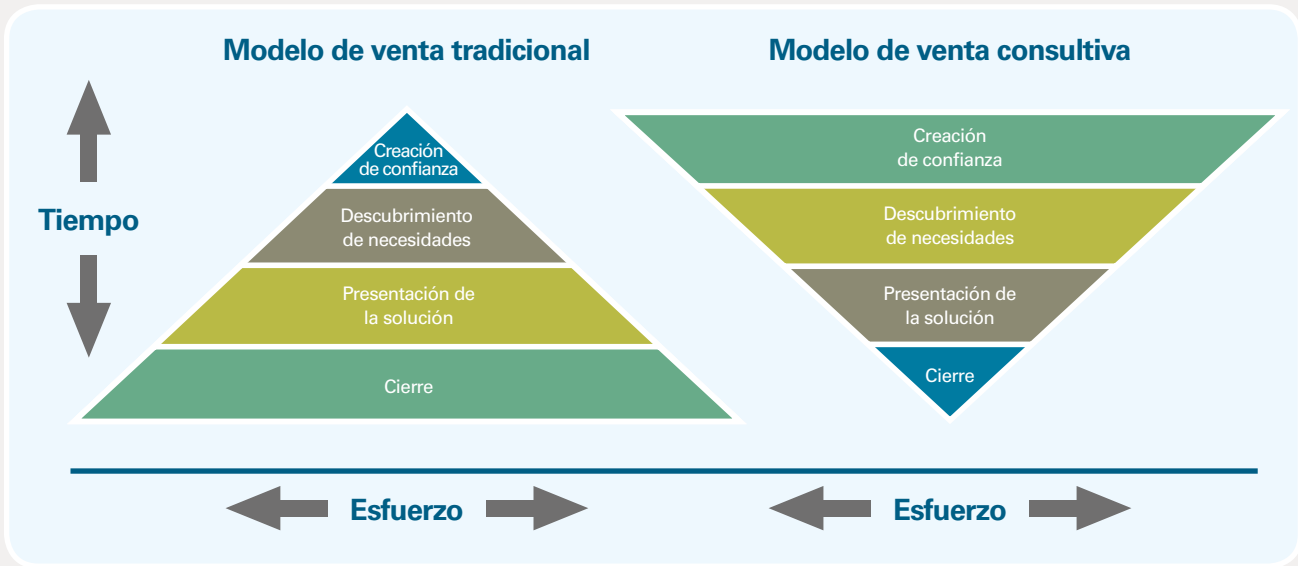 Modelo de venta tradicional
Modelo de venta consultiva
Tiempo
Creación
de confianza
Descubrimiento
de necesidades
Presentación de
la solución
Cierre
Creación
de confianza
Descubrimiento
de necesidades
Presentación de
la solución
Cierre
Esfuerzo
Esfuerzo